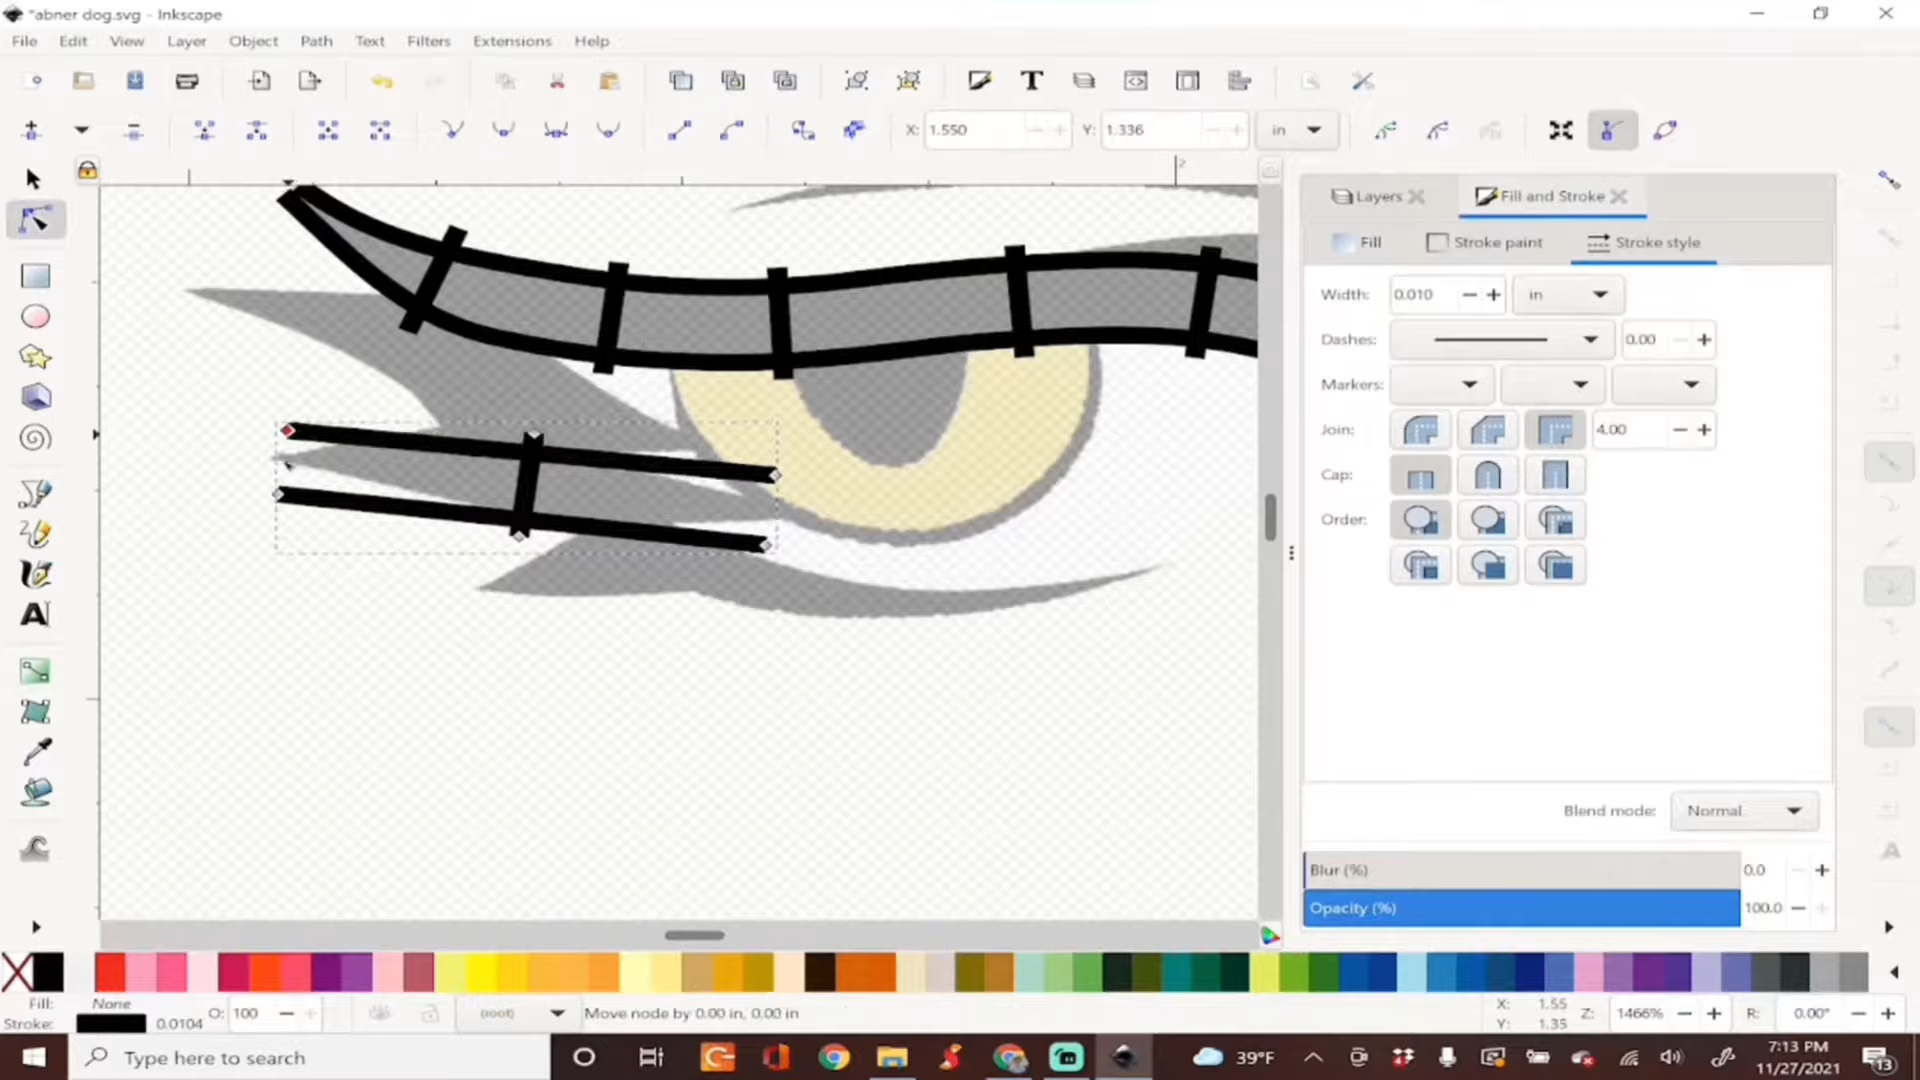 *abner dog.svg - Inkscape
File Edit View Layer Object Path Text Filters Extensions Help
X: 1.550 Y: 1.336 in
2
Layers Fill and Stroke
Fill Stroke paint Stroke style
Width: 0.010 in
Dashes: 0.00
Markers:
Join: 4.00
Cap:
Order:
Blend mode: Normal
Blur (%) 0.0
Opacity (%) 100.0
Fill: None
Stroke: 0.0104
O: 100 (root) Move node by 0.00 in, 0.00 in
X: 1.55
Y: 1.35
Z: 1466% R: 0.00°
Type here to search
39°F
7:13 PM
11/27/2021
13